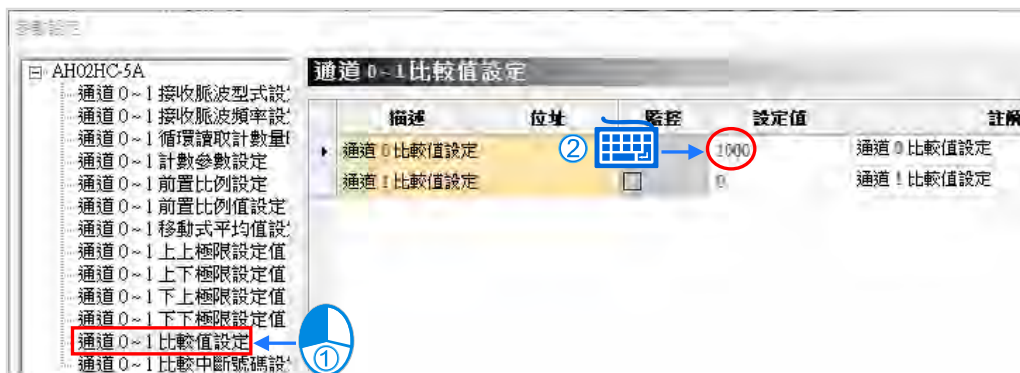 參數設定
AH02HC-5A
通道 0~1 接收脈波型式設
通道 0~1 接收脈波頻率設
通道 0~1 循環讀取計數量
通道 0~1 計數參數設定
通道 0~1 前置比例設定
通道 0~1 前置比例值設定
通道 0~1 移動式平均值設
通道 0~1 上上極限設定值
通道 0~1 上下極限設定值
通道 0~1 下上極限設定值
通道 0~1 下下極限設定值
通道 0~1 比較值設定
通道 0~1 比較中斷號碼設
①
通道 0~1比較值設定
描述 位址 監控 設定值 註解
通道 0 比較值設定 ② 1000 通道 0 比較值設定
通道 1 比較值設定 0 通道 1 比較值設定